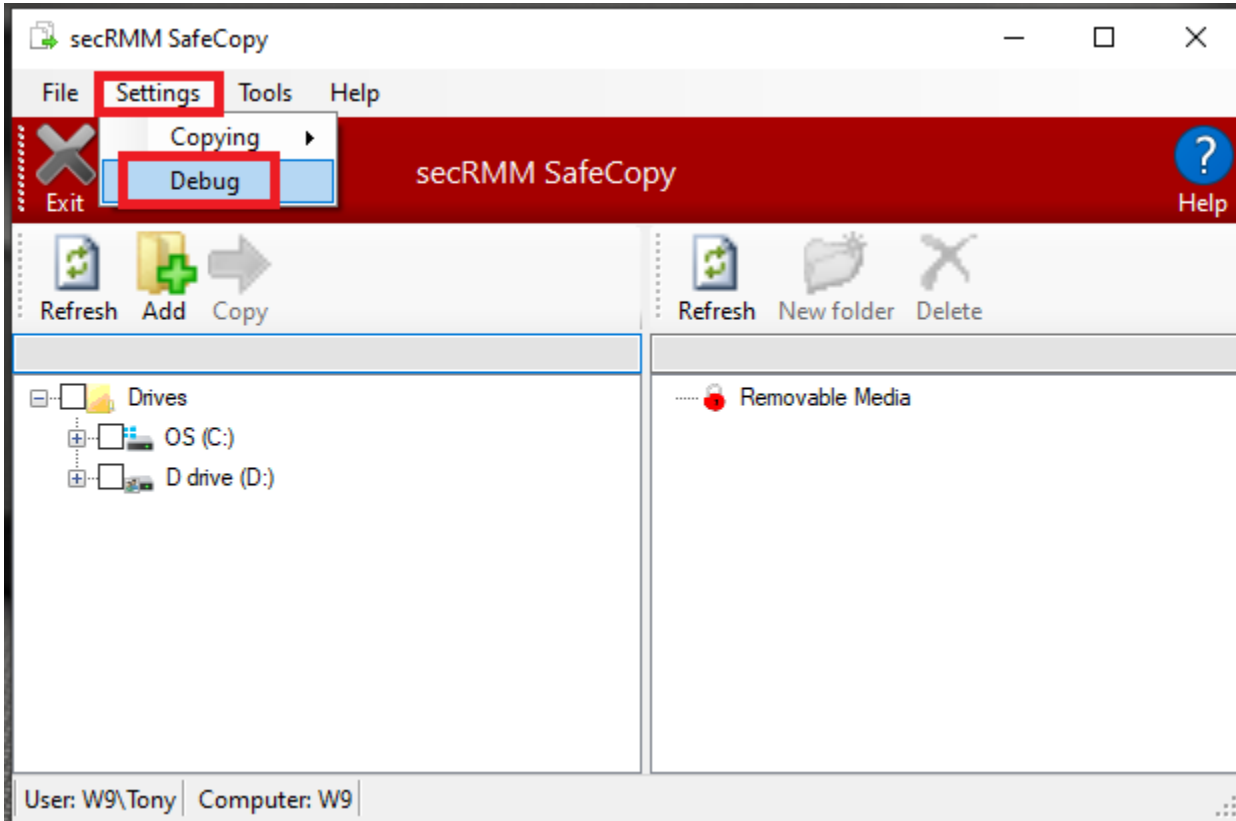 secRMM SafeCopy
File Settings Tools Help
Copying
Debug
Exit
secRMM SafeCopy
?
Help
Refresh Add Copy
Refresh New folder Delete
Drives
OS (C:)
D drive (D:)
Removable Media
User: W9\Tony Computer: W9